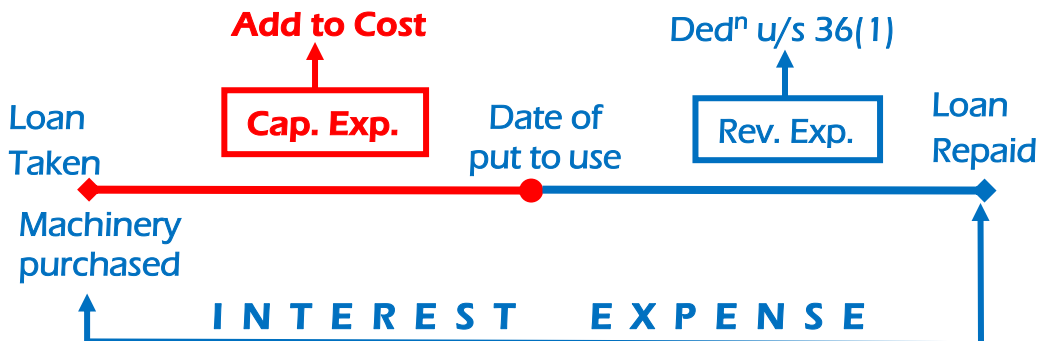 Add to Cost
Dedⁿ u/s 36(1)
Loan
Taken
Cap. Exp.
Date of
put to use
Rev. Exp.
Loan
Repaid
Machinery
purchased
INTEREST EXPENSE